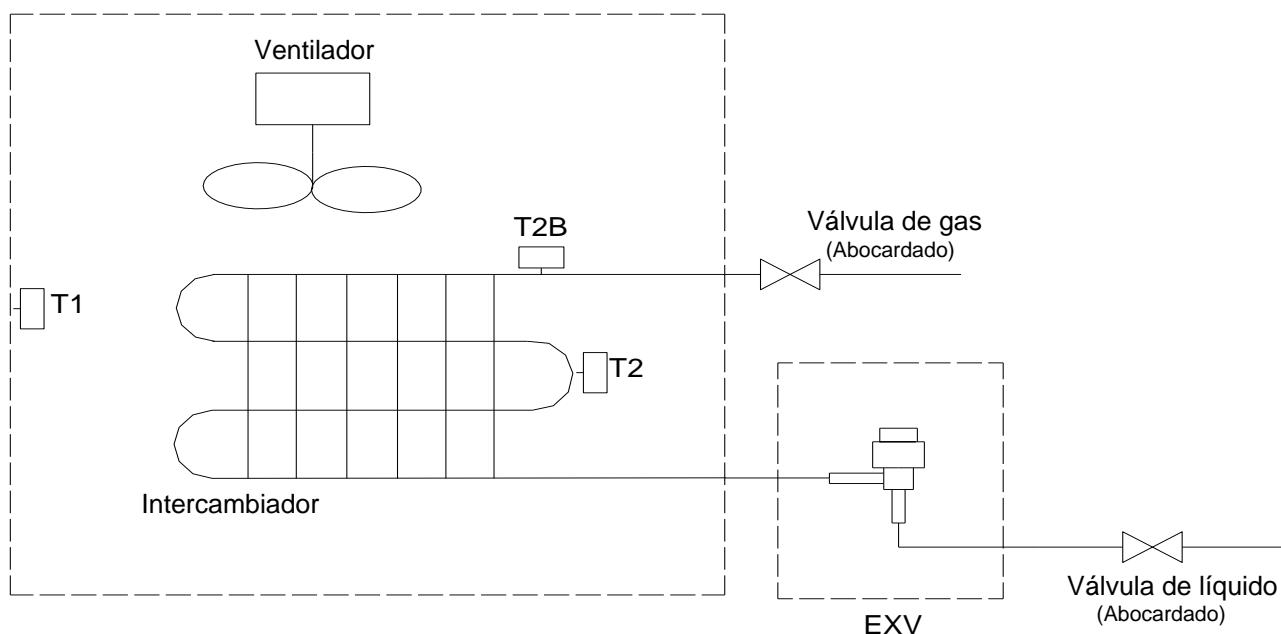 Ventilador
T2B
Válvula de gas
(Abocardado)
T1
T2
Intercambiador
Válvula de líquido
(Abocardado)
EXV